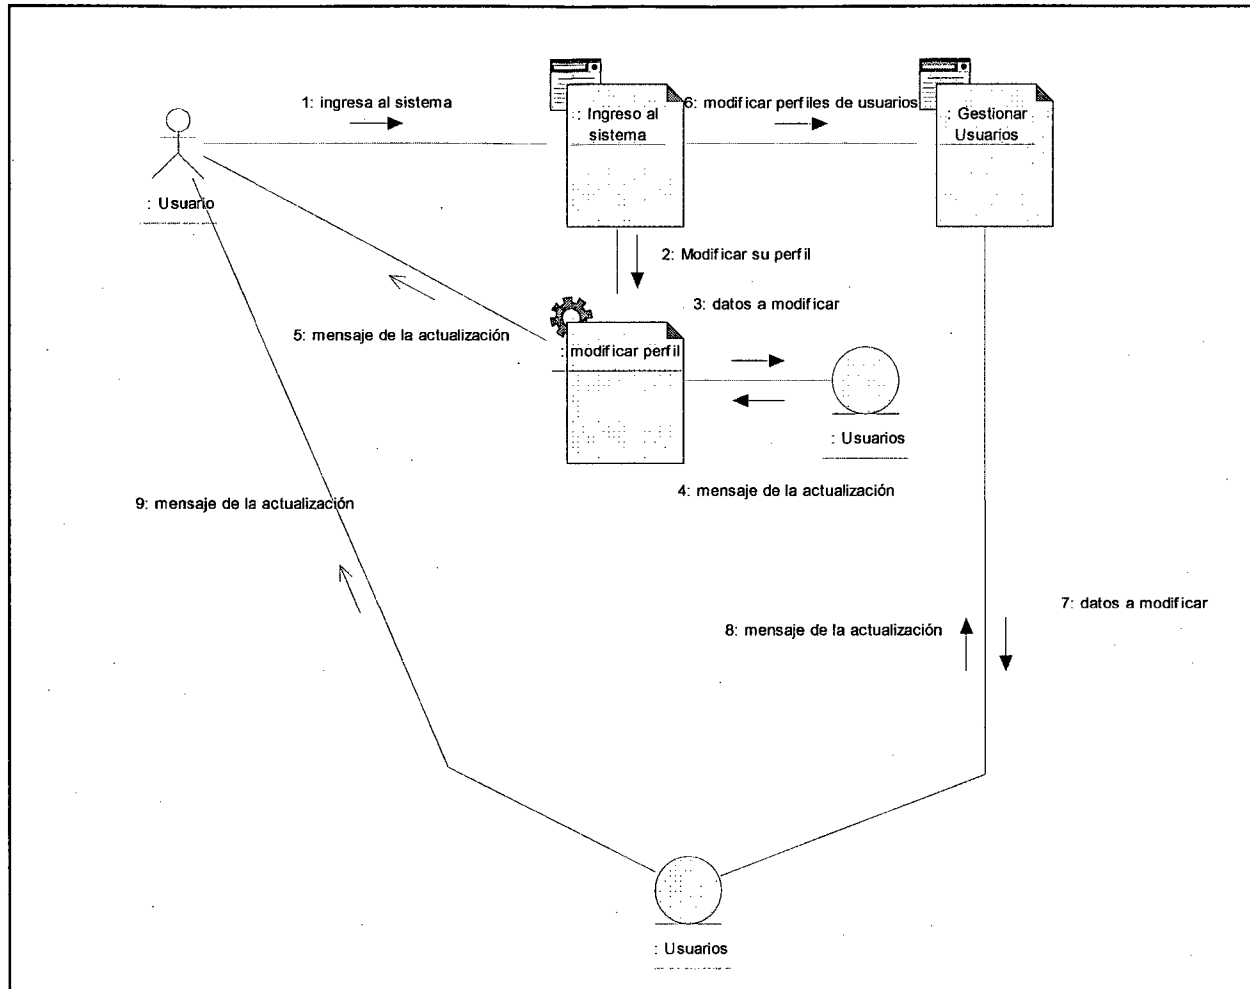 1: ingresa al sistema
6: modificar perfiles de usuarios
: Ingreso al
sistema
: Gestionar
Usuarios
: Usuario
2: Modificar su perfil
3: datos a modificar
5: mensaje de la actualización
: modificar perfil
: Usuarios
4: mensaje de la actualización
9: mensaje de la actualización
7: datos a modificar
8: mensaje de la actualización
: Usuarios